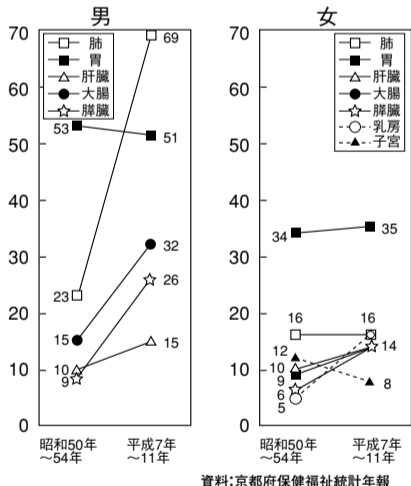 男
70
60
50
40
30
20
10
0
肺
胃
肝臓
大腸
膵臓
69
53
51
32
26
23
15
15
10
9
昭和50年
～54年
平成7年
～11年
女
70
60
50
40
30
20
10
0
肺
胃
肝臓
大腸
膵臓
乳房
子宮
34
35
16
16
12
14
10
9
8
6
5
昭和50年
～54年
平成7年
～11年
資料:京都府保健福祉統計年報